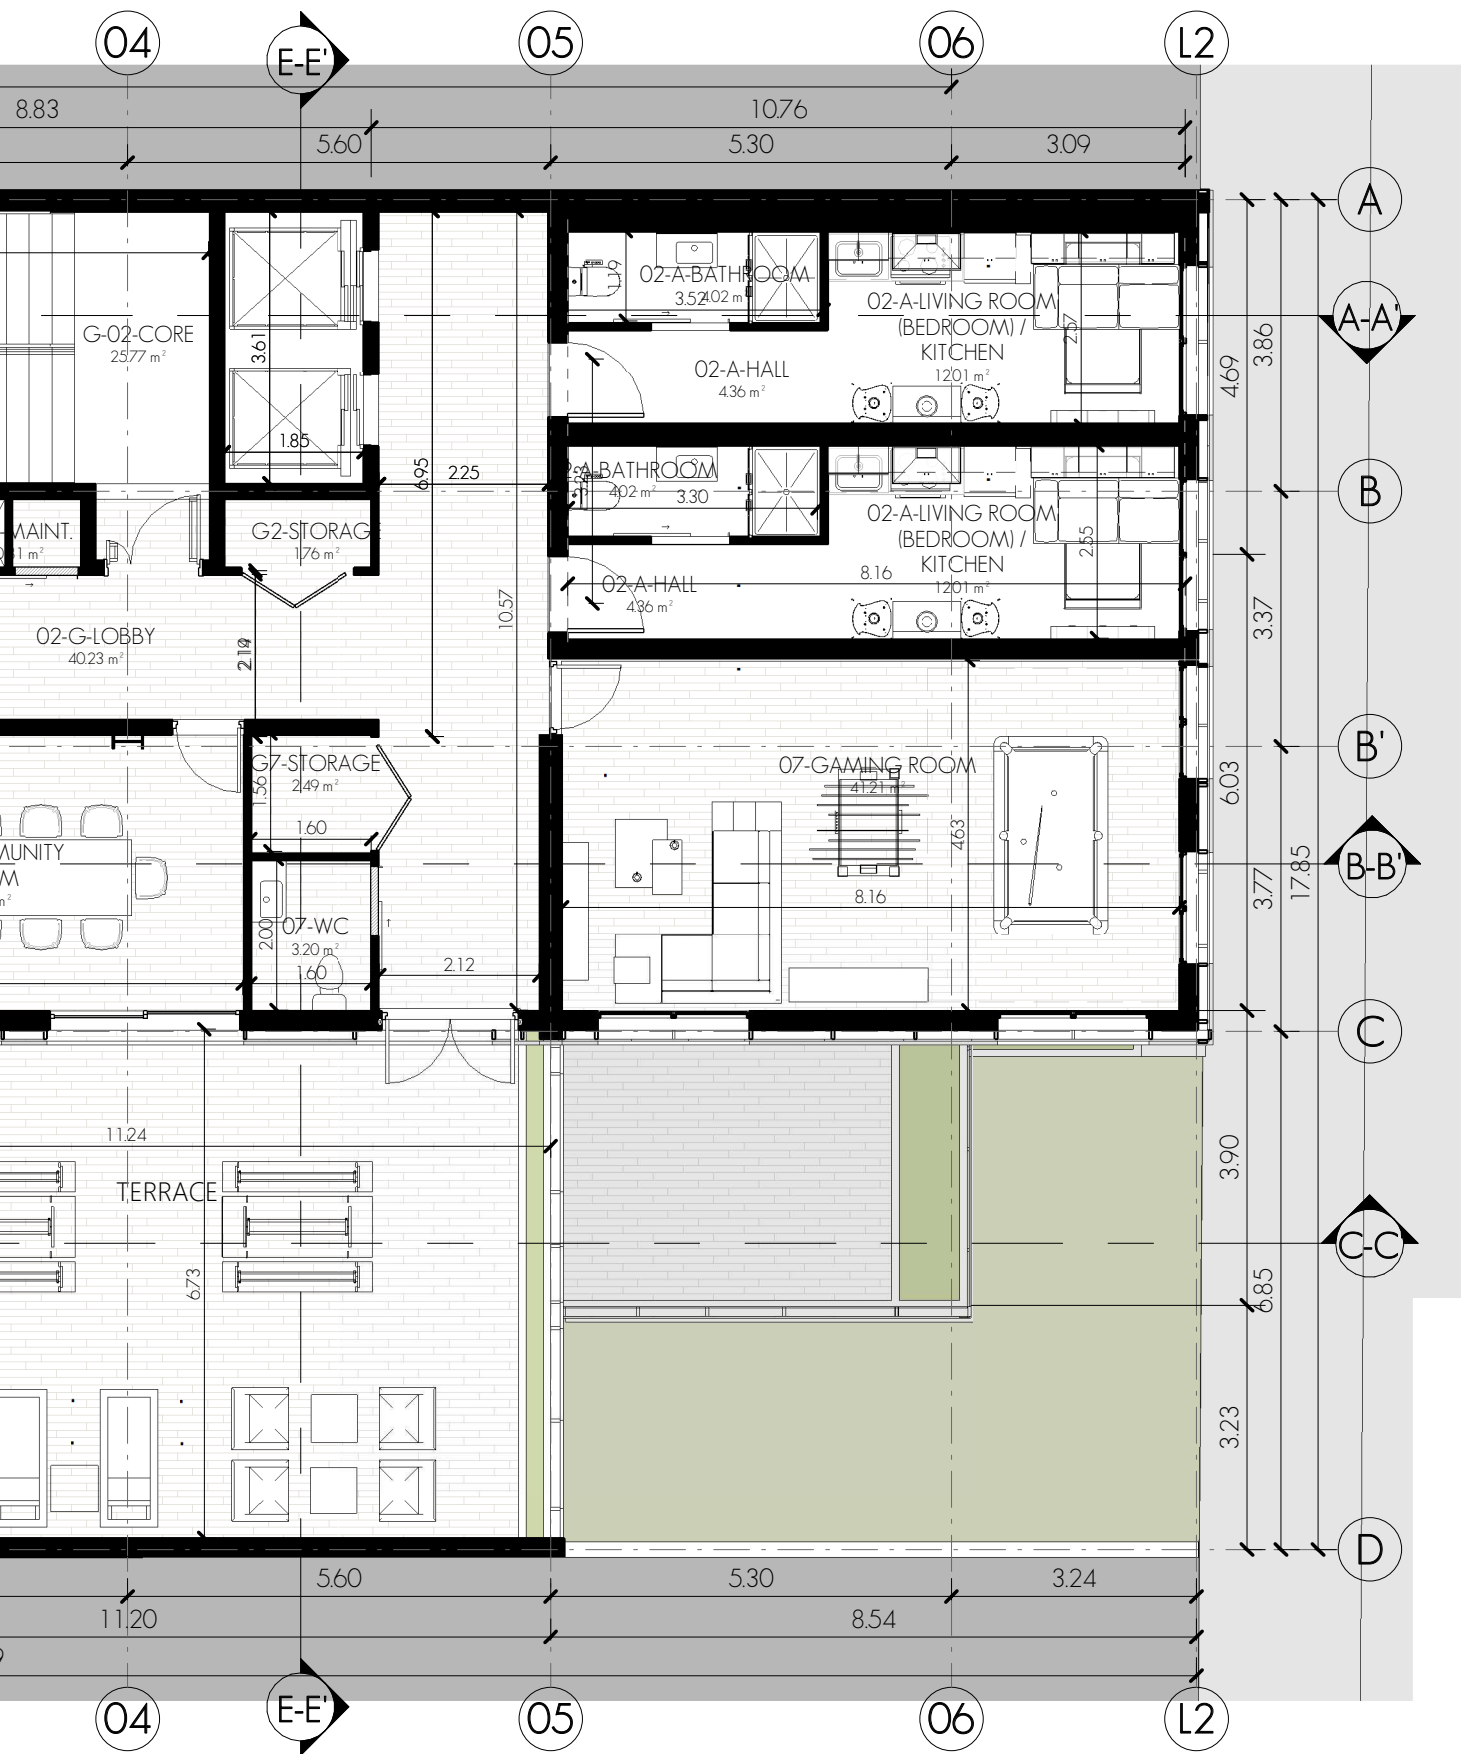 04
E-E'
05
06
L2
8.83
10.76
5.60
5.30
3.09
A
02-A-BATHROOM
4.02 m
3.52
1.19
02-A-LIVING ROOM
(BEDROOM) /
KITCHEN
12.01 m²
2.57
A-A'
3.86
4.69
G-02-CORE
25.77 m²
3.61
02-A-HALL
4.36 m²
1.85
6.95
2.25
A-BATHROOM
4.02 m²
3.30
B
MAINT.
G2-STORAGE
1.76 m²
02-A-LIVING ROOM
(BEDROOM) /
KITCHEN
12.01 m²
2.55
8.16
02-A-HALL
4.36 m²
10.57
3.37
02-G-LOBBY
40.23 m²
B'
G7-STORAGE
2.49 m²
1.56
1.60
07-GAMING ROOM
41.21 m²
4.63
8.16
6.03
B-B'
3.77
17.85
MUNITY
M
07-WC
3.20 m²
2.00
1.60
2.12
C
11.24
TERRACE
3.90
C-C'
6.73
6.85
3.23
D
5.60
5.30
3.24
11.20
8.54
04
E-E'
05
06
L2